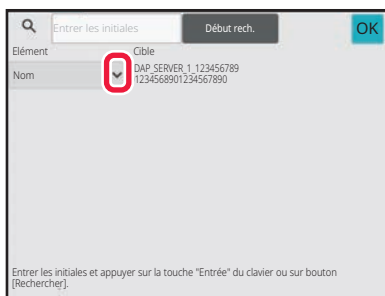 Entrer les initiales
Début rech.
OK
Elément
Cible
Nom
DAP_SERVER_1_123456789
1234568901234567890
Entrer les initiales et appuyer sur la touche "Entrée" du clavier ou sur bouton
[Rechercher].